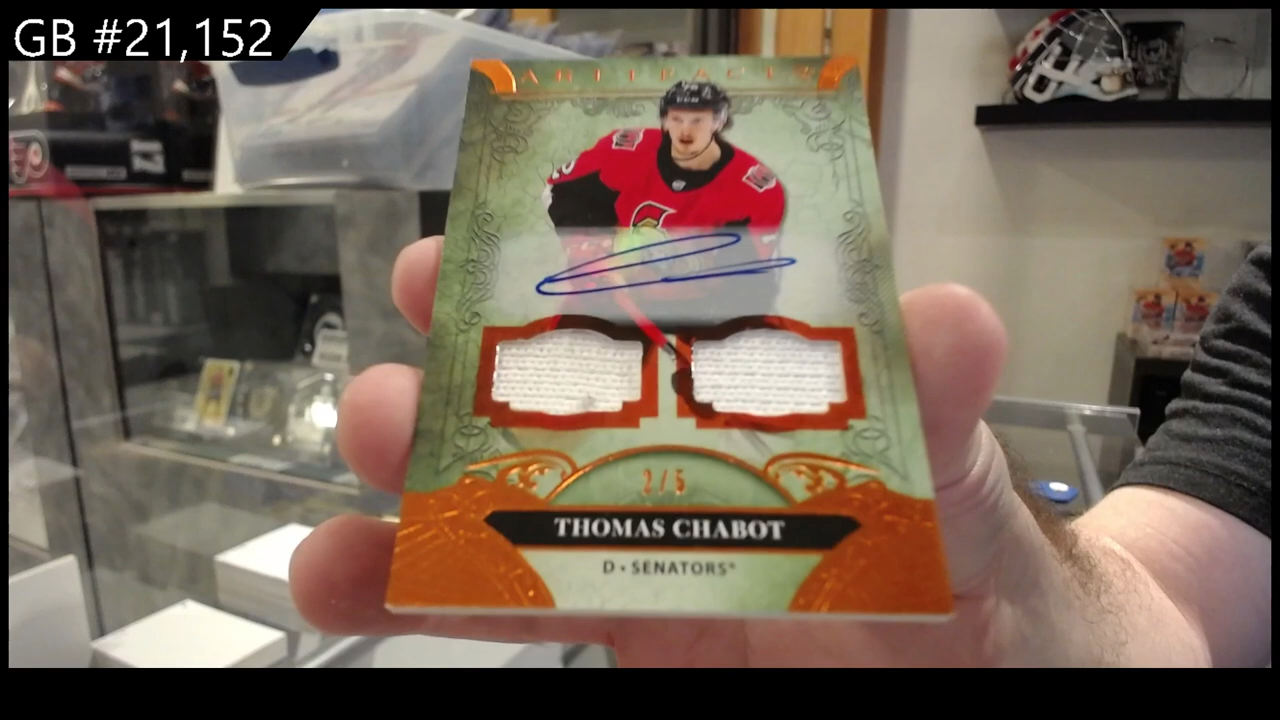 GB #21,152
ARTIFACTS
2/5
THOMAS CHABOT
D • SENATORS®